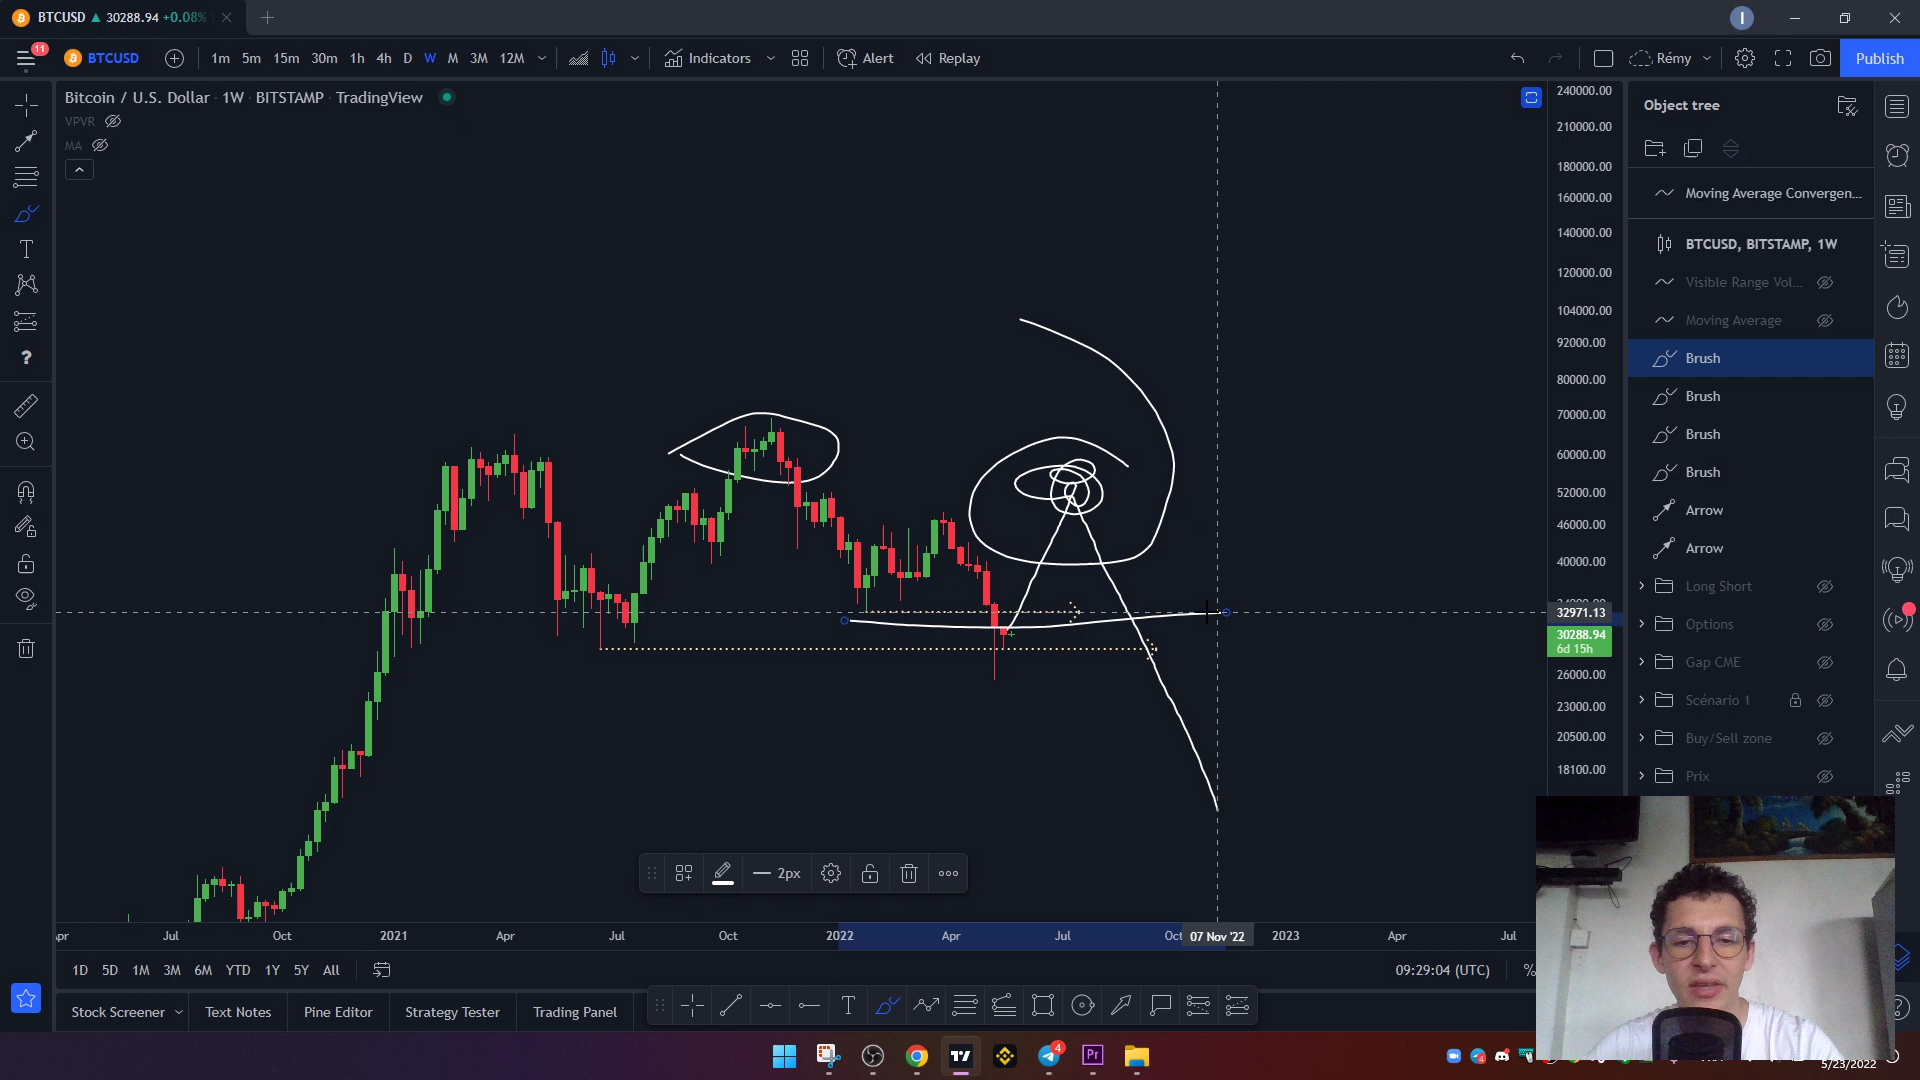 BTCUSD ▲ 30288.94 +0.08%
I
11
BTCUSD
1m 5m 15m 30m 1h 4h D W M 3M 12M
Indicators
Alert
Replay
Rémy
Publish
Bitcoin / U.S. Dollar · 1W · BITSTAMP · TradingView
VPVR
MA
240000.00
210000.00
180000.00
160000.00
140000.00
120000.00
104000.00
92000.00
80000.00
70000.00
60000.00
52000.00
46000.00
40000.00
32971.13
30288.94
6d 15h
26000.00
23000.00
20500.00
18100.00
Object tree
Moving Average Convergen...
BTCUSD, BITSTAMP, 1W
Visible Range Vol...
Moving Average
Brush
Brush
Brush
Brush
Arrow
Arrow
Long Short
Options
Gap CME
Scénario 1
Buy/Sell zone
Prix
2px
Jul Oct 2021 Apr Jul Oct 2022 Apr Jul Oct 07 Nov '22 2023 Apr Jul
1D 5D 1M 3M 6M YTD 1Y 5Y All
09:29:04 (UTC) %
Stock Screener Text Notes Pine Editor Strategy Tester Trading Panel
4
Pr
5/23/2022